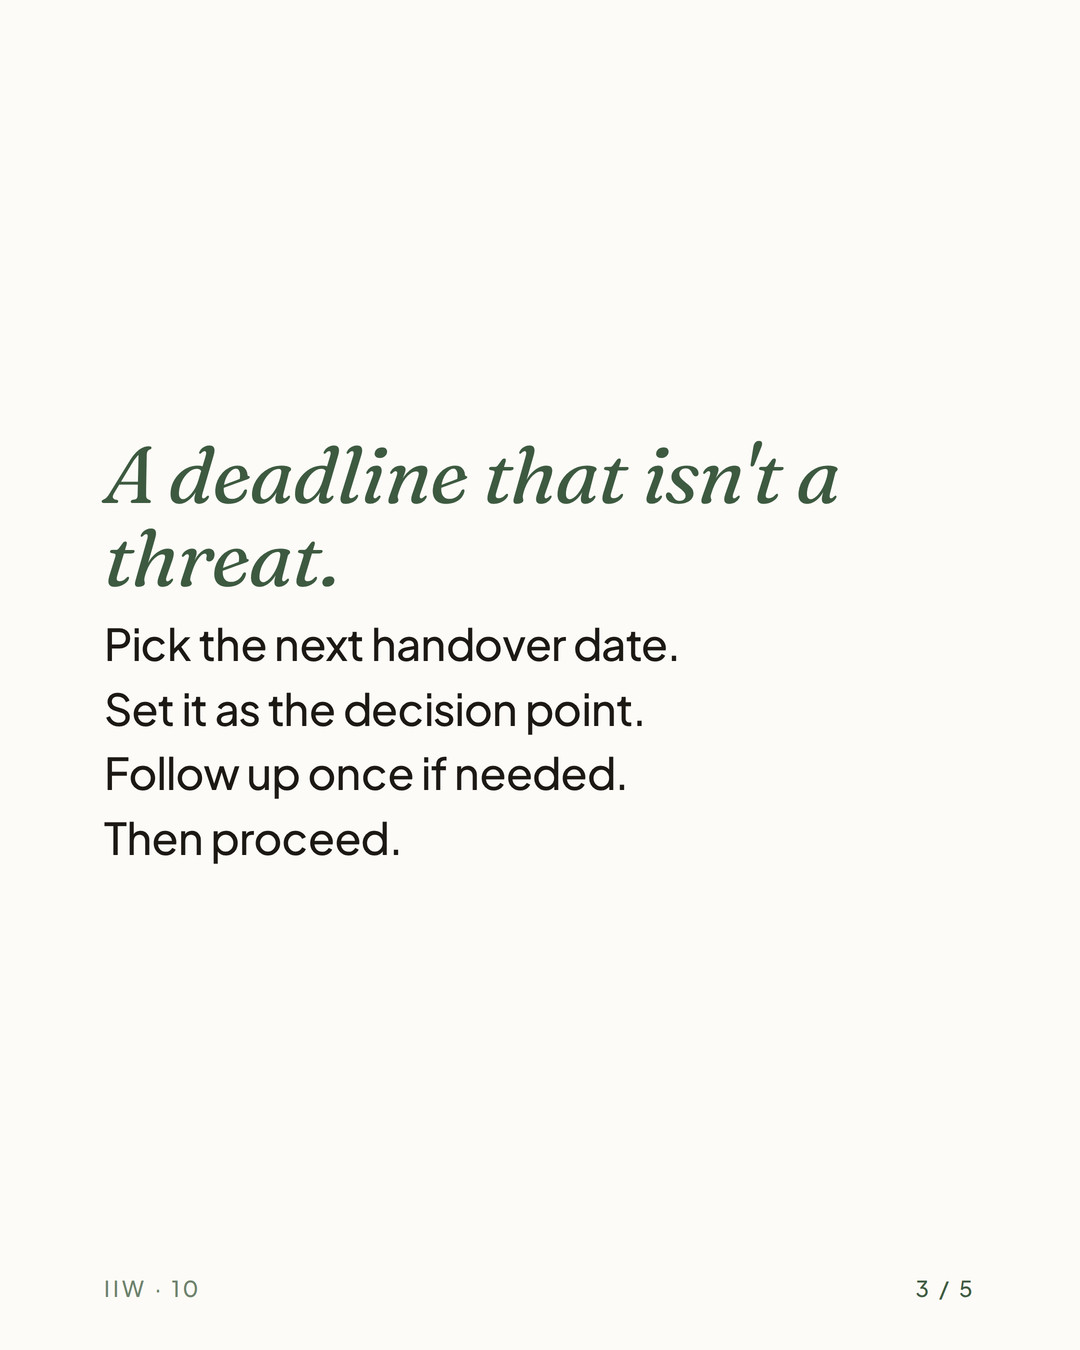 A deadline that isn't a
threat.
Pick the next handover date.
Set it as the decision point.
Follow up once if needed.
Then proceed.
IIW · 10
3 / 5